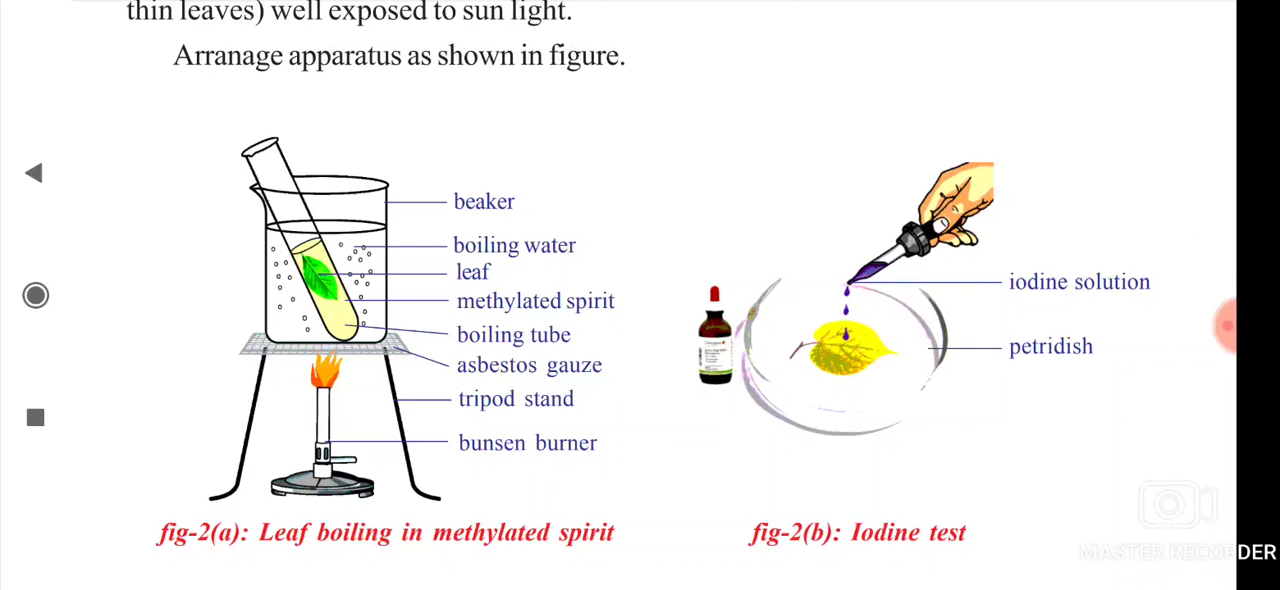 thin leaves) well exposed to sun light.
Arranage apparatus as shown in figure.
beaker
boiling water
leaf
methylated spirit
boiling tube
asbestos gauze
tripod stand
bunsen burner
iodine solution
petridish
fig-2(a): Leaf boiling in methylated spirit
fig-2(b): Iodine test
MASTER RECORDER